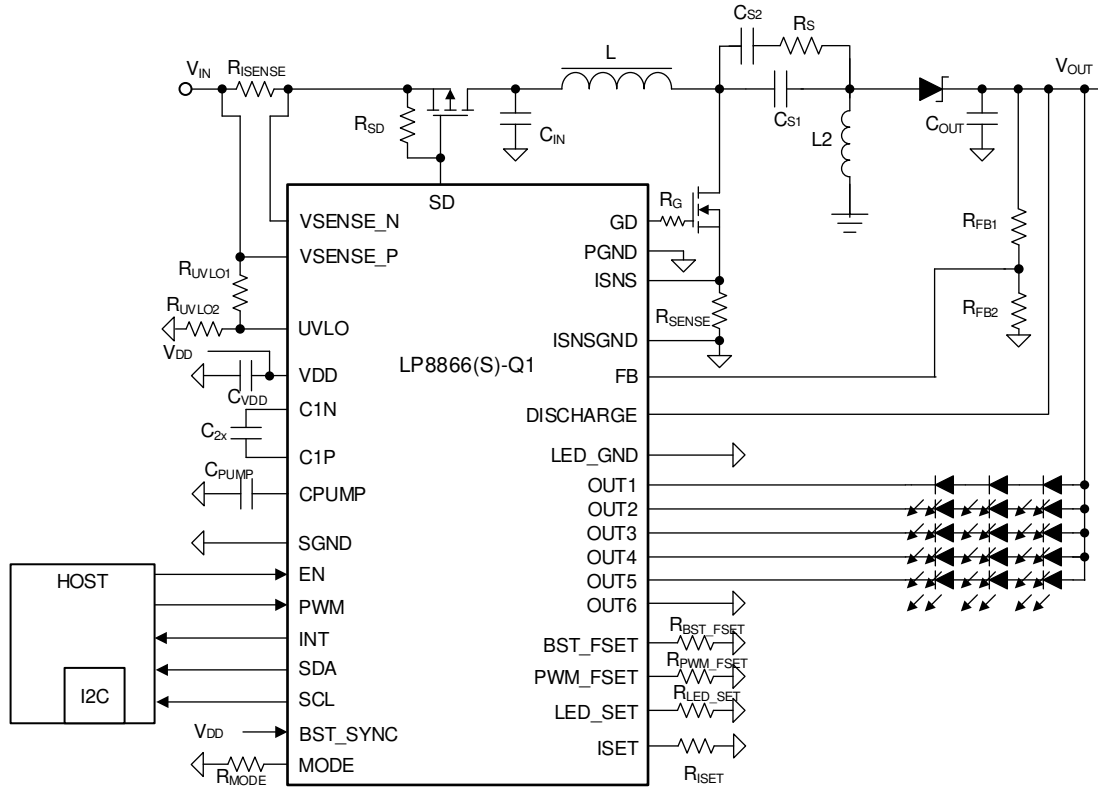 CS2
RS
L
VIN
RISENSE
VOUT
RSD
CIN
CS1
L2
COUT
SD
VSENSE_N
GD
RG
RFB1
VSENSE_P
PGND
RUVLO1
ISNS
RUVLO2
RSENSE
RFB2
UVLO
ISNSGND
VDD
LP8866(S)-Q1
VDD
FB
CVDD
C1N
DISCHARGE
C2x
C1P
LED_GND
CPUMP
CPUMP
OUT1
OUT2
SGND
OUT3
OUT4
HOST
EN
OUT5
PWM
OUT6
INT
BST_FSET
RBST_FSET
SDA
PWM_FSET
RPWM_FSET
I2C
SCL
LED_SET
RLED_SET
VDD
BST_SYNC
ISET
RISET
RMODE
MODE